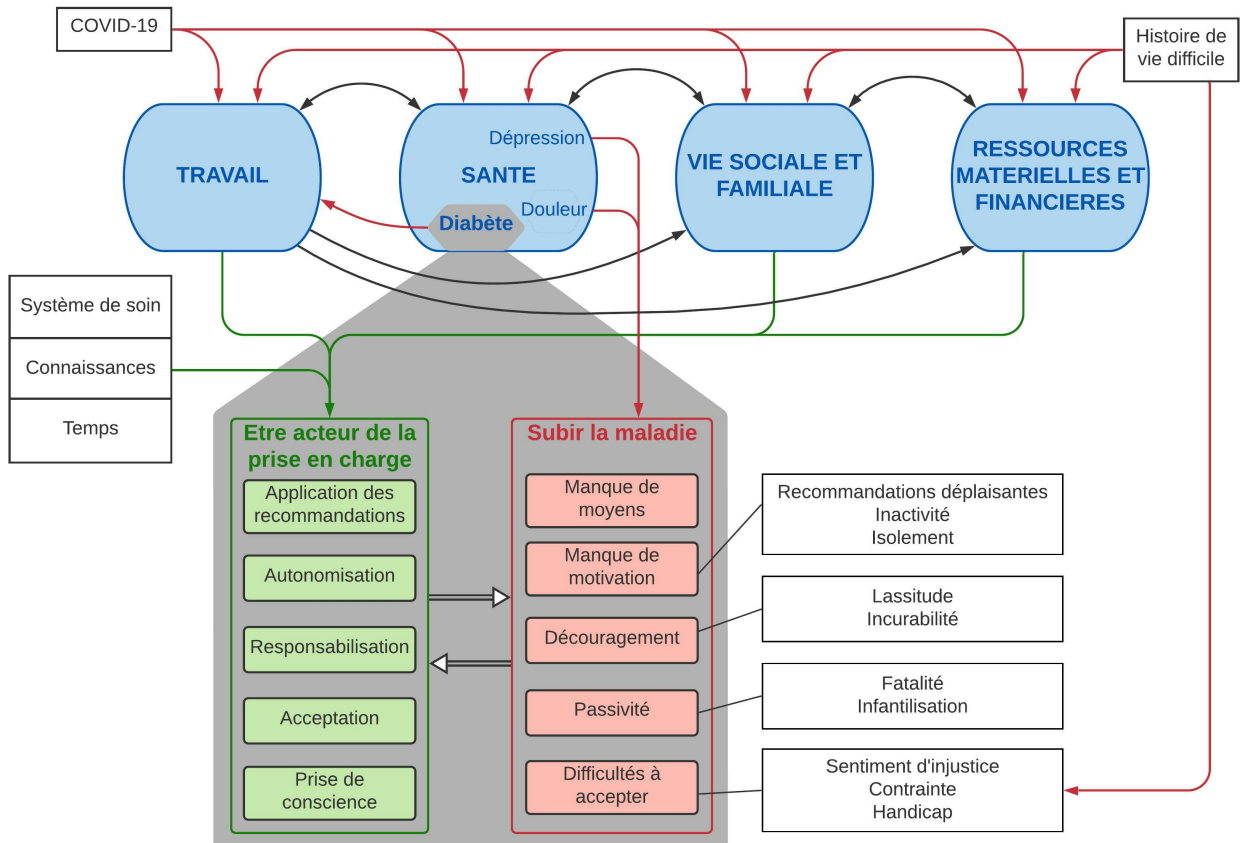 COVID-19
Histoire de
vie difficile
TRAVAIL
SANTE
Dépression
Douleur
Diabète
VIE SOCIALE ET
FAMILIALE
RESSOURCES
MATERIELLES ET
FINANCIERES
Système de soin
Connaissances
Temps
Etre acteur de la
prise en charge
Application des
recommandations
Autonomisation
Responsabilisation
Acceptation
Prise de
conscience
Subir la maladie
Manque de
moyens
Manque de
motivation
Découragement
Passivité
Difficultés à
accepter
Recommandations déplaisantes
Inactivité
Isolement
Lassitude
Incurabilité
Fatalité
Infantilisation
Sentiment d'injustice
Contrainte
Handicap